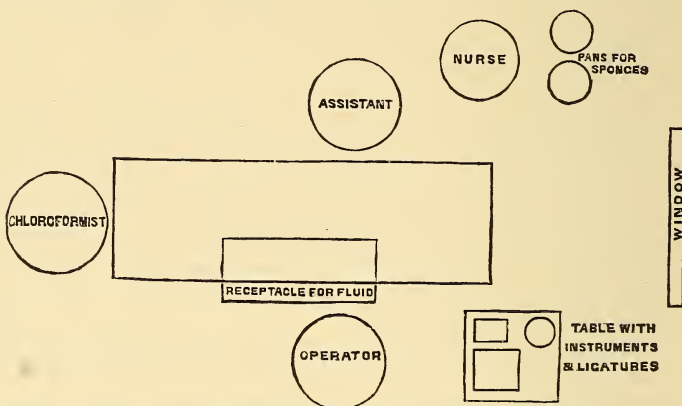 NURSE
PANS FOR
SPONGES
ASSISTANT
CHLOROFORMIST
WINDOW
RECEPTACLE FOR FLUID
OPERATOR
TABLE WITH
INSTRUMENTS
& LIGATURES